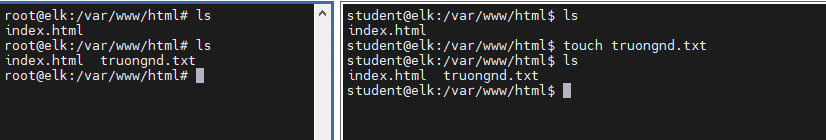 root@elk:/var/www/html# ls
index.html
root@elk:/var/www/html# ls
index.html  truongnd.txt
root@elk:/var/www/html#
student@elk:/var/www/html$ ls
index.html
student@elk:/var/www/html$ touch truongnd.txt
student@elk:/var/www/html$ ls
index.html  truongnd.txt
student@elk:/var/www/html$